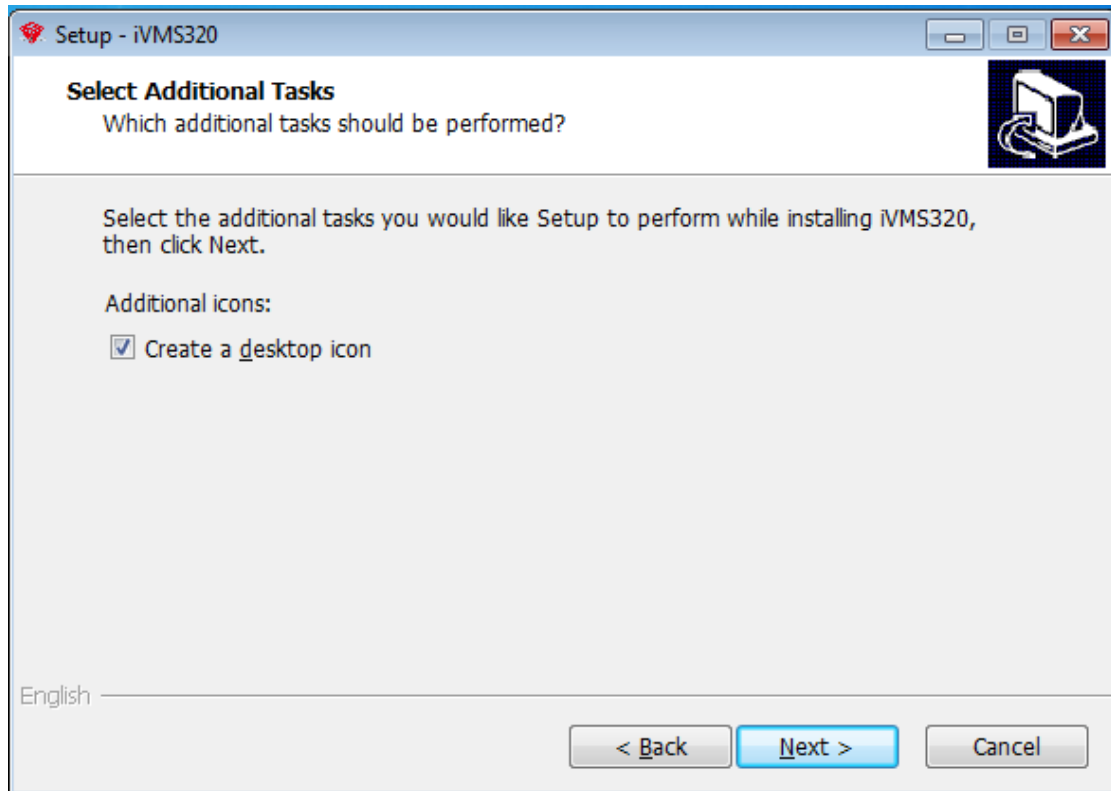 Setup - iVMS320
Select Additional Tasks
Which additional tasks should be performed?
Select the additional tasks you would like Setup to perform while installing iVMS320,
then click Next.
Additional icons:
Create a desktop icon
English
< Back
Next >
Cancel